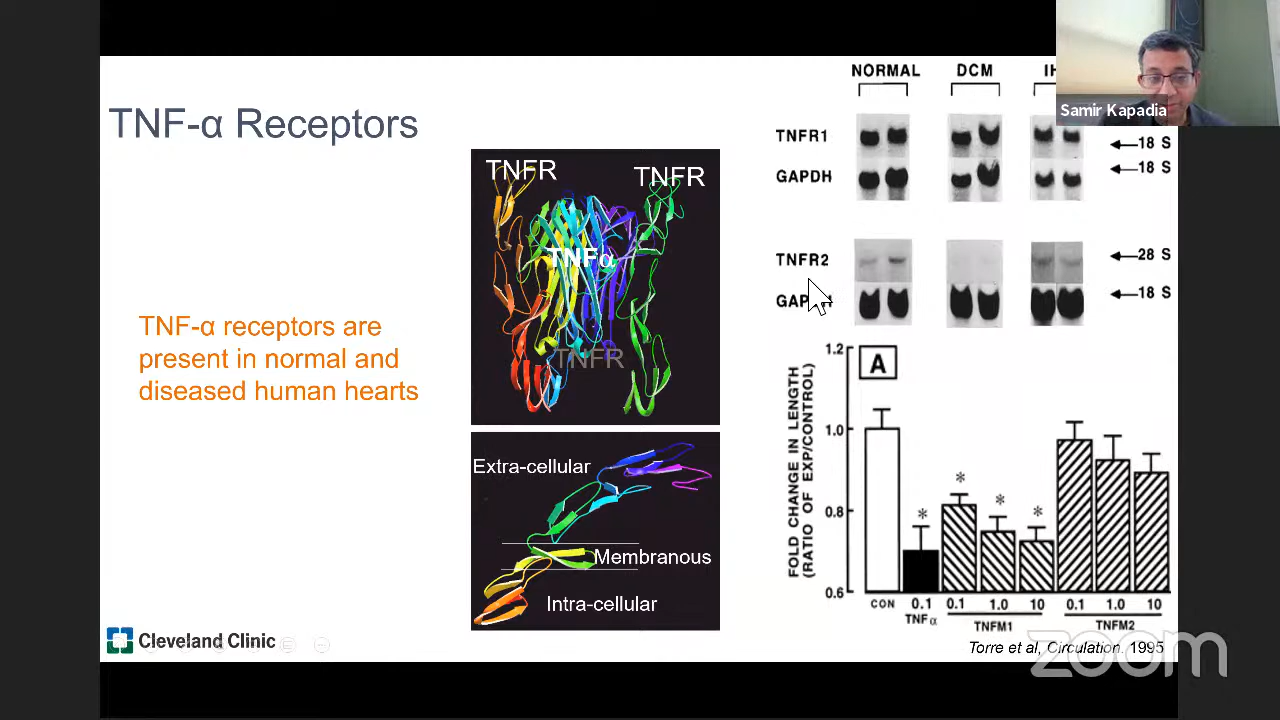 TNF-α Receptors
TNF-α receptors are
present in normal and
diseased human hearts
TNFR
TNFR
TNFα
TNFR
Extra-cellular
Membranous
Intra-cellular
NORMAL DCM
Samir Kapadia
TNFR1 18 S
GAPDH 18 S
TNFR2 28 S
18 S
A
FOLD CHANGE IN LENGTH
(RATIO OF EXP/CONTROL)
1.2
1.0
0.8
0.6
* * * *
CON 0.1 0.1 1.0 10 0.1 1.0 10
TNFα TNFM1 TNFM2
Torre et al, Circulation. 1995
Cleveland Clinic
zoom